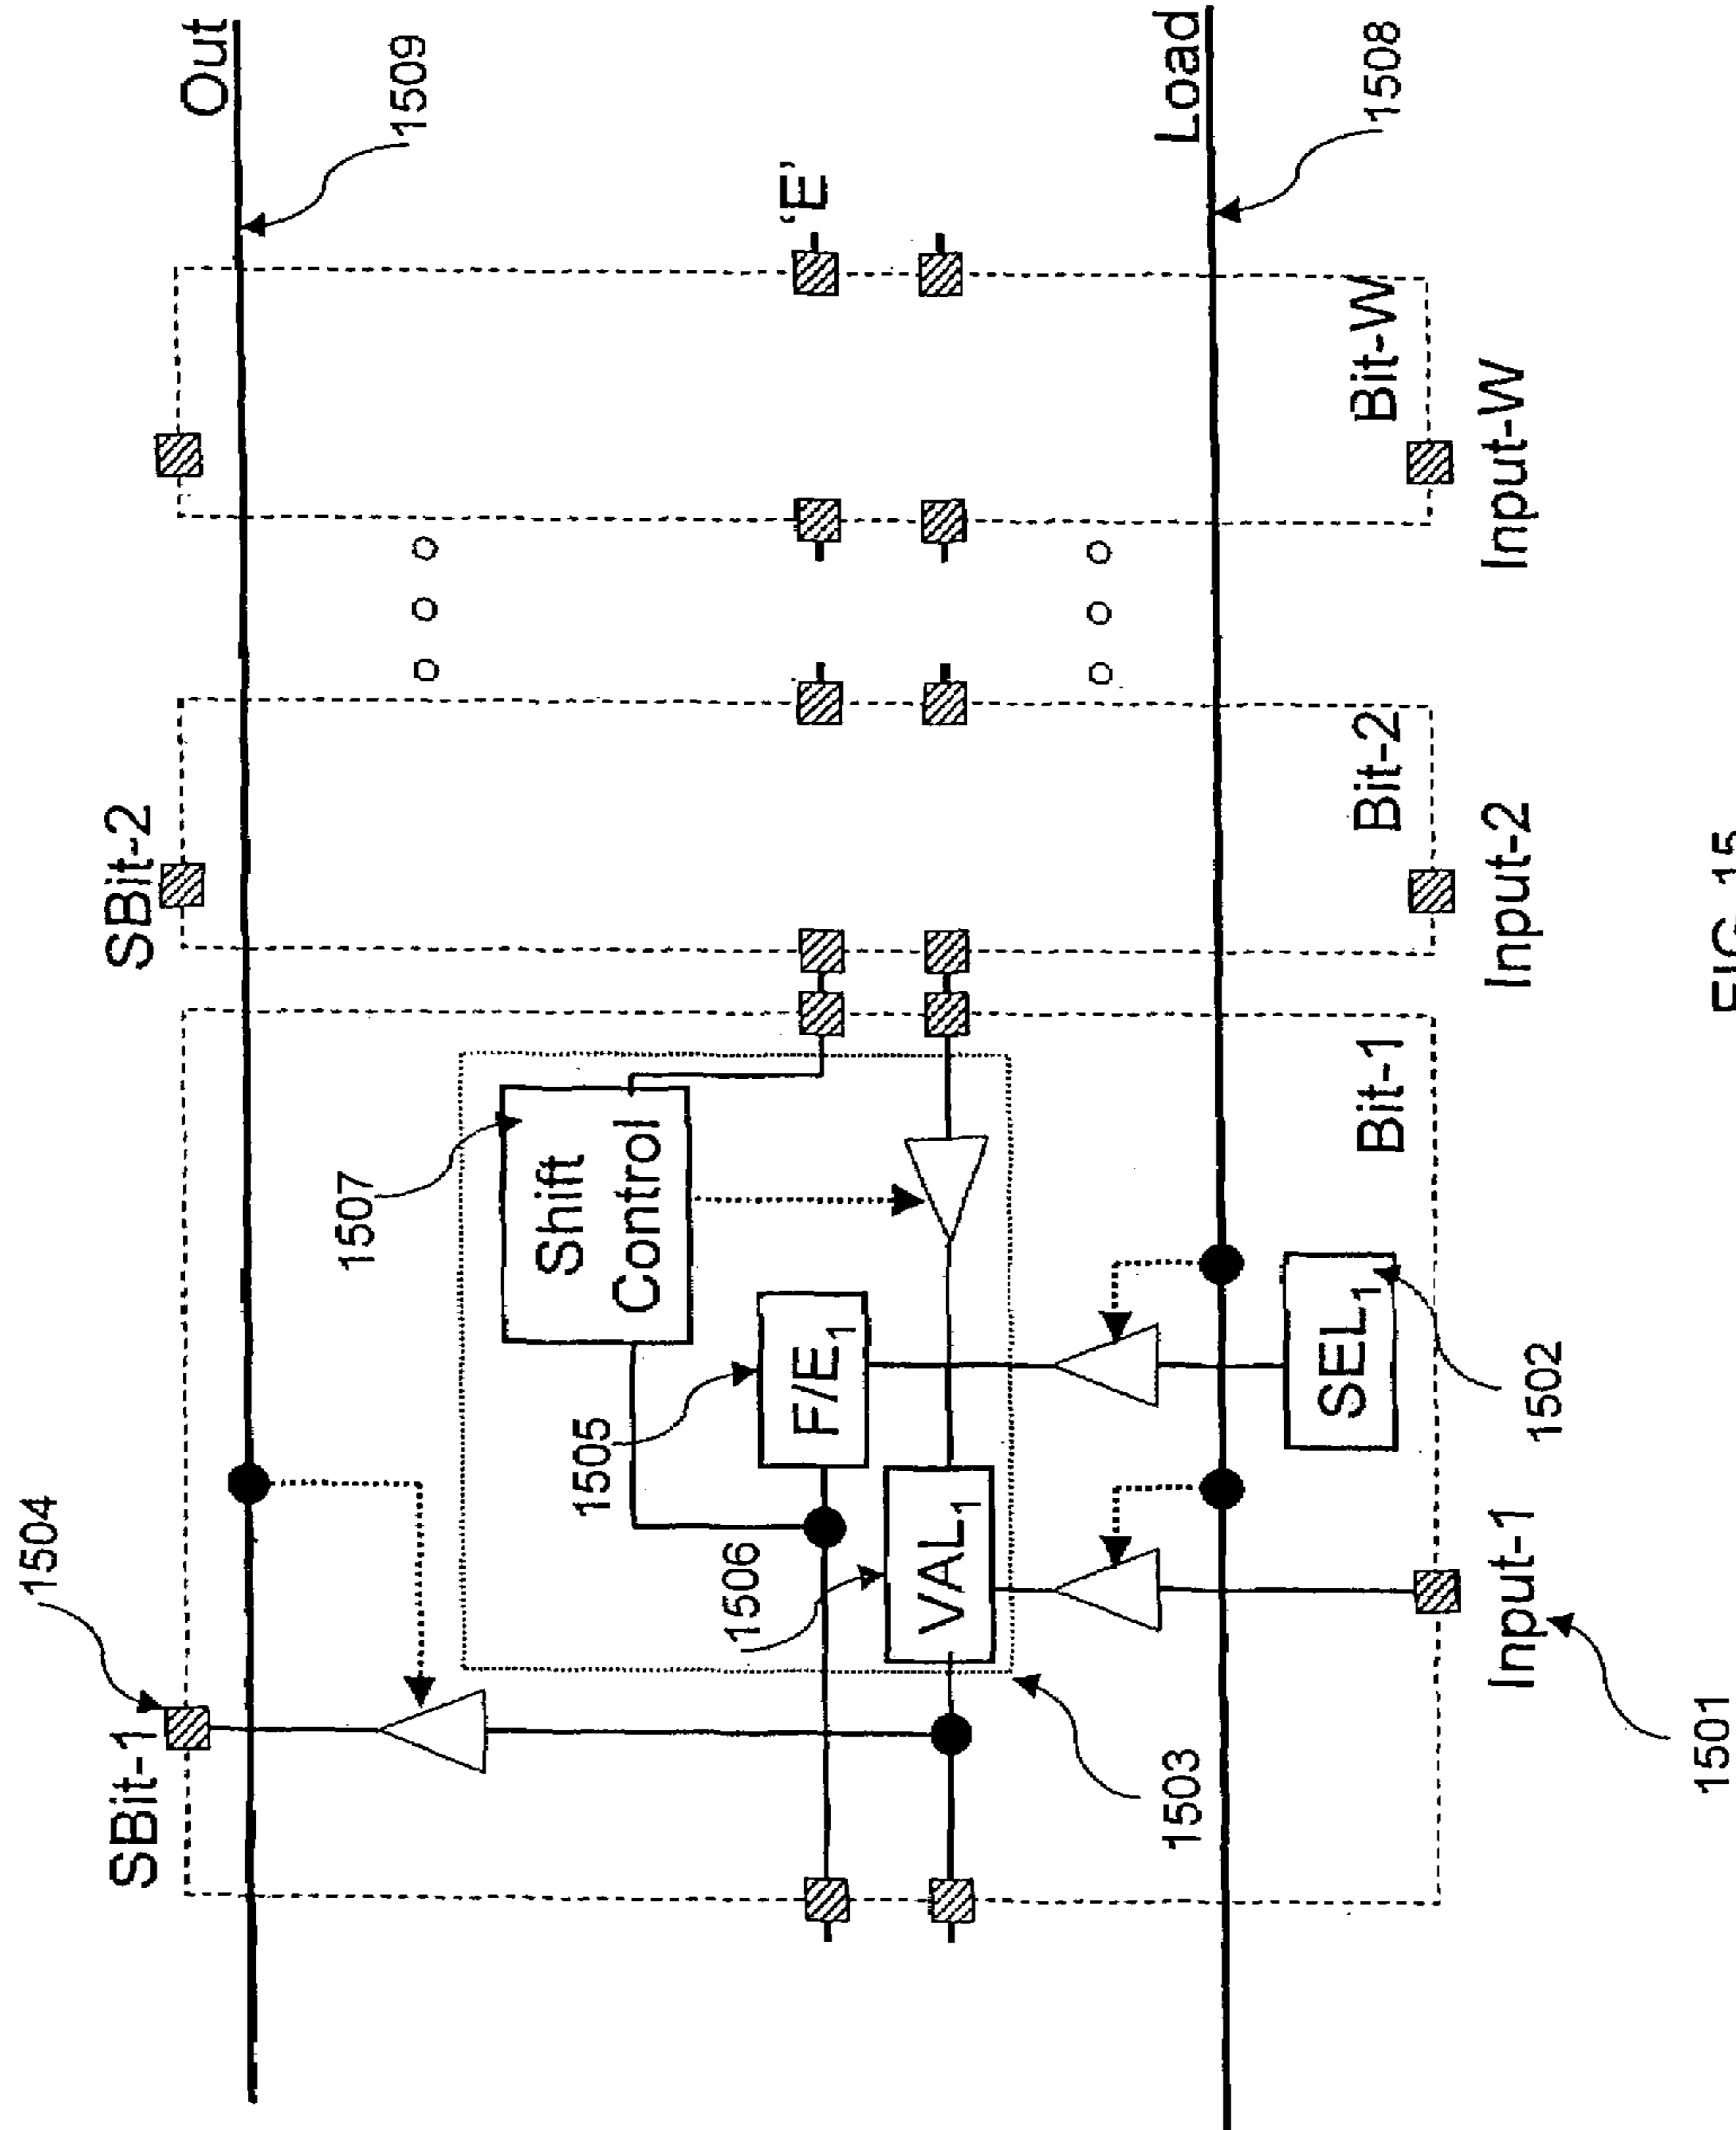 Out
1509
Load
1508
"E"
Bit-W
Input-W
SBit-2
Bit-2
Input-2
1507
Shift
Control
Bit-1
1505
F/E1
SEL1
1502
1504
1506
VAL1
SBit-1
Input-1
1503
1501
FIG 15